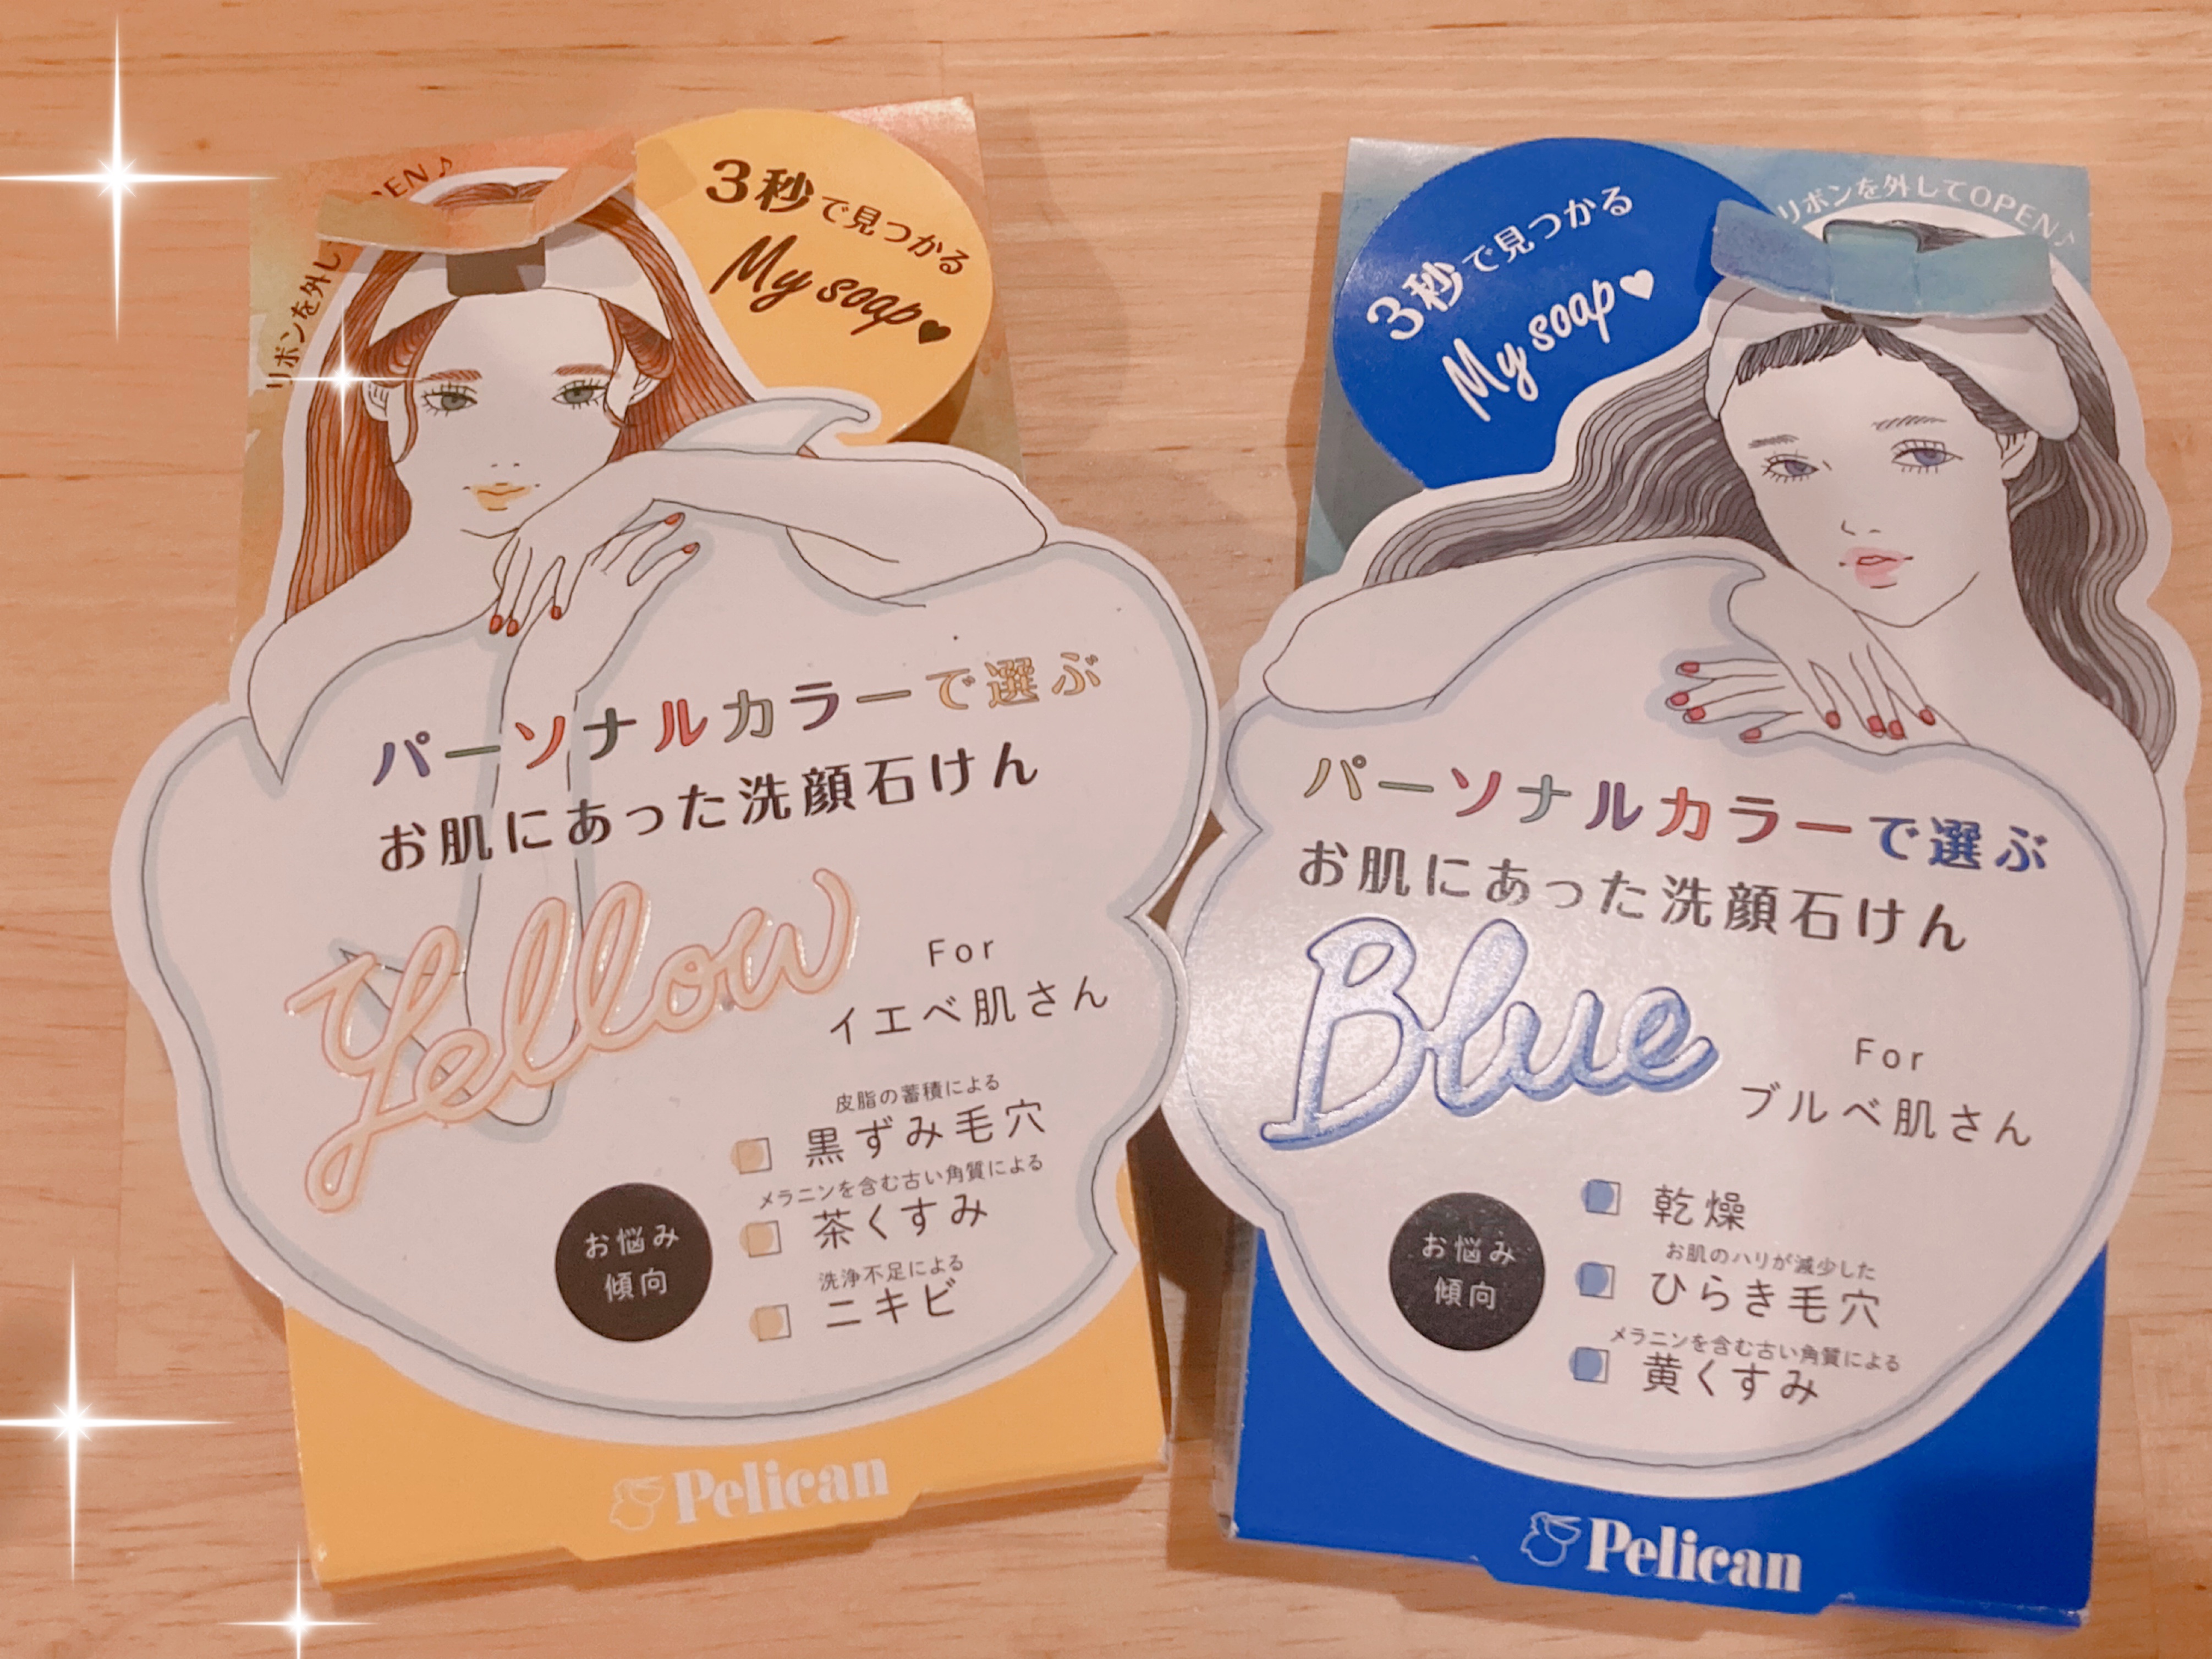 リボンを外し
PEN♪
3秒で見つかる
My soap♥
パーソナルカラーで選ぶ
お肌にあった洗顔石けん
Yellow
For
イエベ肌さん
お悩み
傾向
皮脂の蓄積による
黒ずみ毛穴
メラニンを含む古い角質による
茶くすみ
洗浄不足による
ニキビ
Pelican
3秒で見つかる
My soap♥
リボンを外してOPEN♪
パーソナルカラーで選ぶ
お肌にあった洗顔石けん
Blue
For
ブルベ肌さん
お悩み
傾向
乾燥
お肌のハリが減少した
ひらき毛穴
メラニンを含む古い角質による
黄くすみ
Pelican